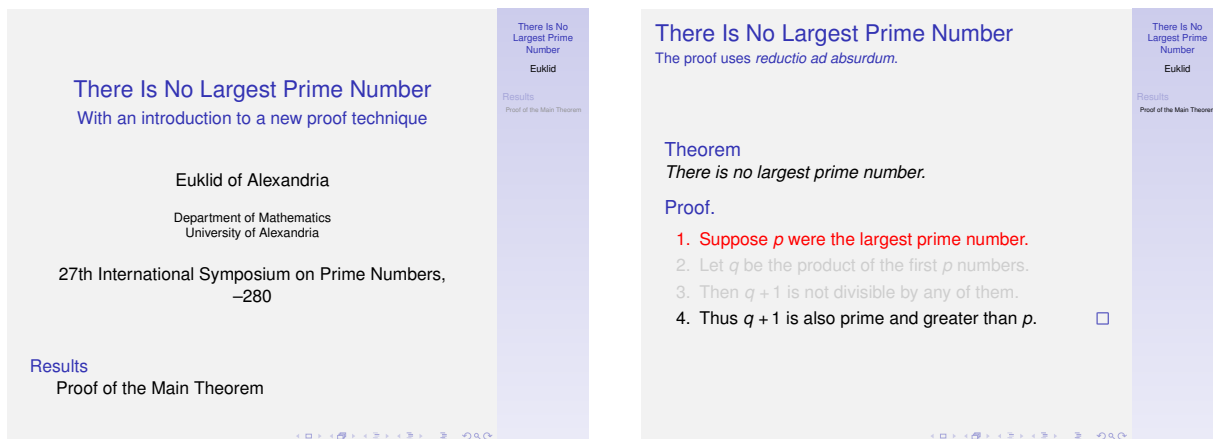 There Is No Largest Prime Number
With an introduction to a new proof technique
Euklid of Alexandria
Department of Mathematics
University of Alexandria
27th International Symposium on Prime Numbers,
–280
Results
Proof of the Main Theorem
There Is No
Largest Prime
Number
Euklid
Results
Proof of the Main Theorem
There Is No Largest Prime Number
The proof uses reductio ad absurdum.
Theorem
There is no largest prime number.
Proof.
1. Suppose p were the largest prime number.
2. Let q be the product of the first p numbers.
3. Then q + 1 is not divisible by any of them.
4. Thus q + 1 is also prime and greater than p.
There Is No
Largest Prime
Number
Euklid
Results
Proof of the Main Theorem